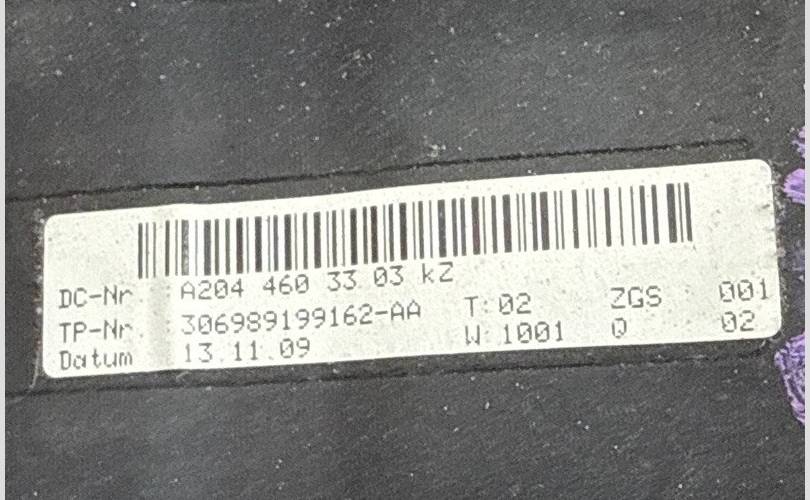 DC-Nr. : A204 460 33 03 kZ
TP-Nr. : 306989199162-AA T: 02 ZGS : 001
Datum : 13.11.09 W: 1001 Q : 02